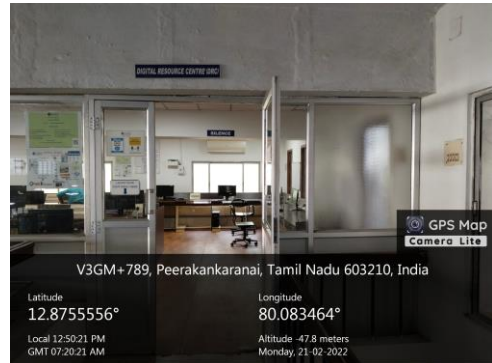 DIGITAL RESOURCE CENTRE (DRC)
SILENCE
GPS Map
Camera Lite
V3GM+789, Peerakankaranai, Tamil Nadu 603210, India
Latitude
12.8755556°
Longitude
80.083464°
Local 12:50:21 PM
GMT 07:20:21 AM
Altitude -47.8 meters
Monday, 21-02-2022